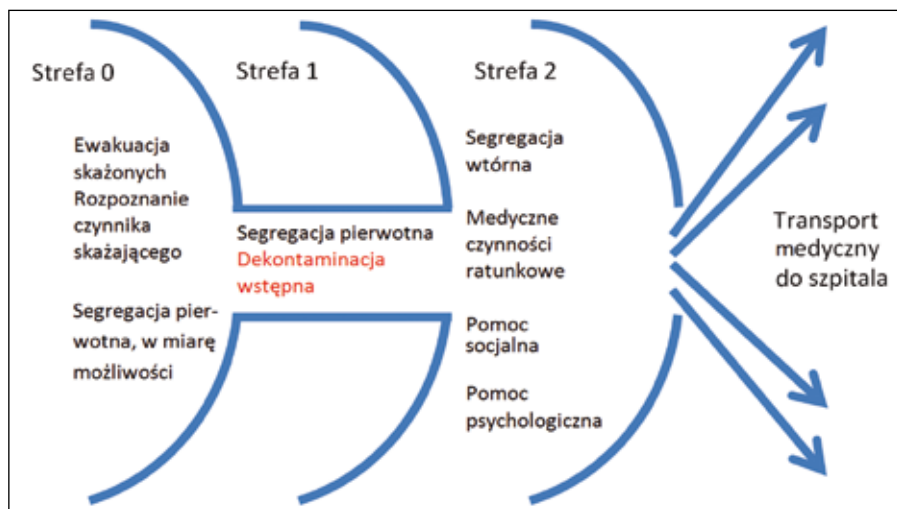 Strefa 0
Ewakuacja
skażonych
Rozpoznanie
czynnika
skażającego
Segregacja pier-
wotna, w miarę
możliwości
Strefa 1
Segregacja pierwotna
Dekontaminacja
wstępna
Strefa 2
Segregacja
wtórna
Medyczne
czynności
ratunkowe
Pomoc
socjalna
Pomoc
psychologiczna
Transport
medyczny
do szpitala